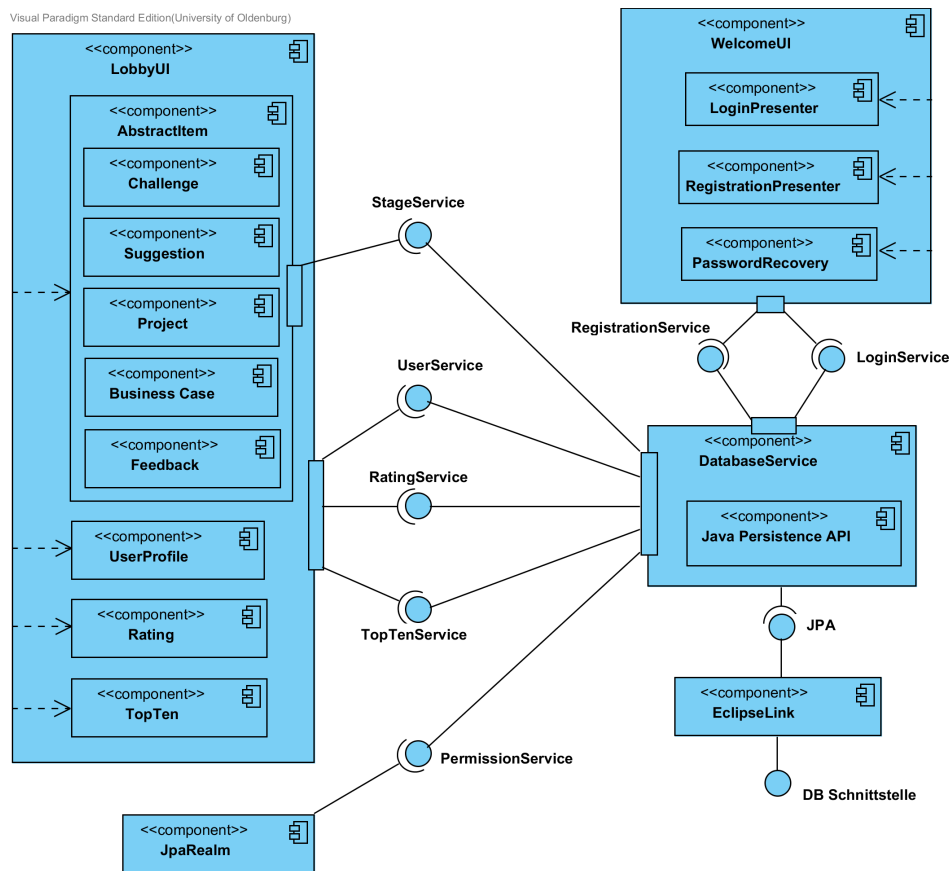 Visual Paradigm Standard Edition(University of Oldenburg)
<<component>>
LobbyUI
<<component>>
AbstractItem
<<component>>
Challenge
<<component>>
Suggestion
<<component>>
Project
<<component>>
Business Case
<<component>>
Feedback
<<component>>
UserProfile
<<component>>
Rating
<<component>>
TopTen
StageService
UserService
RatingService
TopTenService
PermissionService
<<component>>
JpaRealm
<<component>>
WelcomeUI
<<component>>
LoginPresenter
<<component>>
RegistrationPresenter
<<component>>
PasswordRecovery
RegistrationService
LoginService
<<component>>
DatabaseService
<<component>>
Java Persistence API
JPA
<<component>>
EclipseLink
DB Schnittstelle